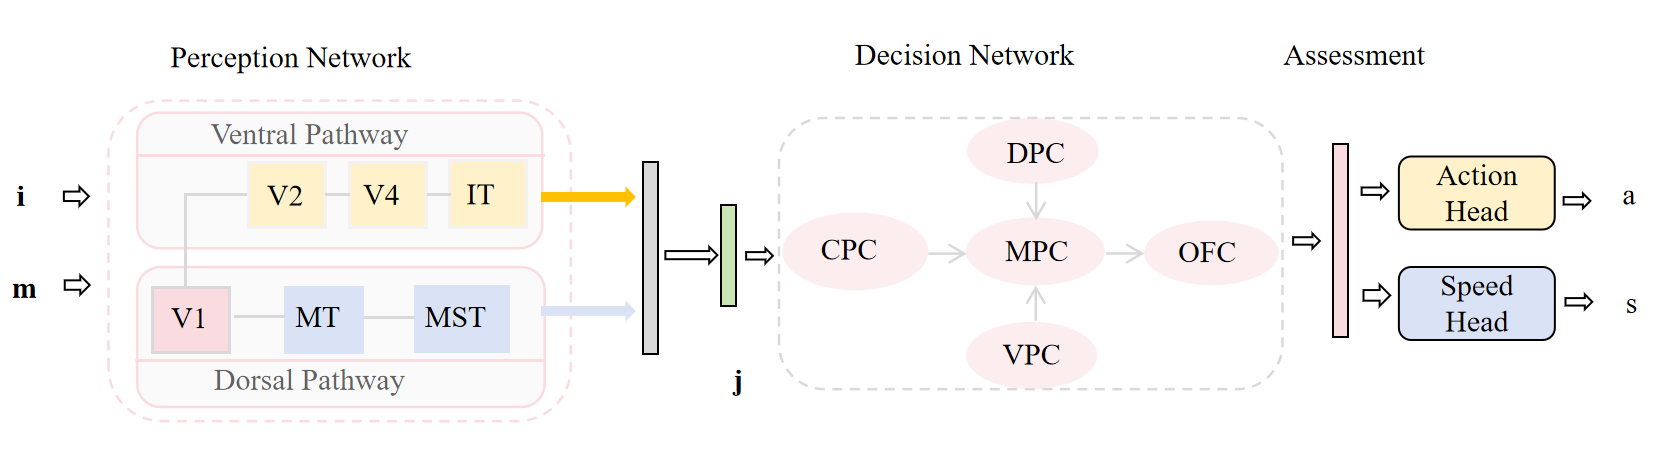 Perception Network
Decision Network
Assessment
Ventral Pathway
V2
V4
IT
i
m
V1
MT
MST
Dorsal Pathway
j
DPC
CPC
MPC
OFC
VPC
Action
Head
a
Speed
Head
s